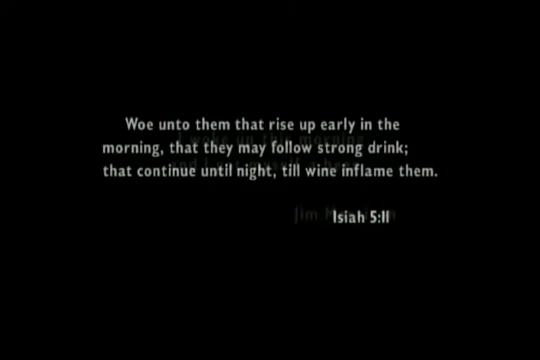 Woe unto them that rise up early in the
morning, that they may follow strong drink;
that continue until night, till wine inflame them.
Isiah 5:11